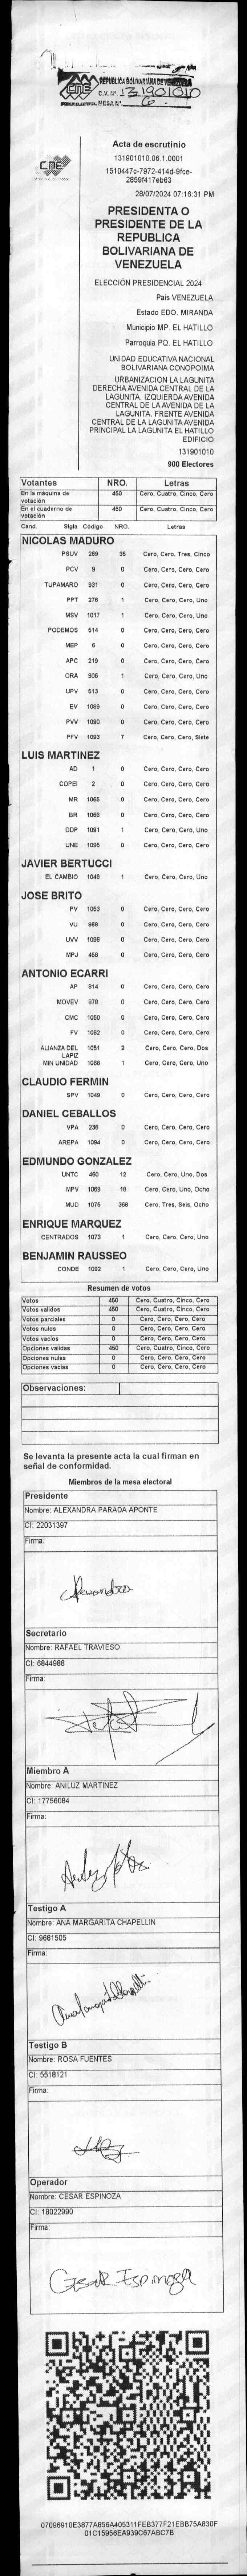 REPÚBLICA BOLIVARIANA DE VENEZUELA
CNE
C.V. Nº. 131901010
PODER ELECTORAL MESA Nº. 6
CNE
Acta de escrutinio
131901010.06.1.0001
1510447c-7972-414d-9fce-
2859f417eb63
28/07/2024 07:16:31 PM
PRESIDENTA O
PRESIDENTE DE LA
REPUBLICA
BOLIVARIANA DE
VENEZUELA
ELECCIÓN PRESIDENCIAL 2024
País VENEZUELA
Estado EDO. MIRANDA
Municipio MP. EL HATILLO
Parroquia PQ. EL HATILLO
UNIDAD EDUCATIVA NACIONAL
BOLIVARIANA CONOPOIMA
URBANIZACIÓN LA LAGUNITA
DERECHA AVENIDA CENTRAL DE LA
LAGUNITA. IZQUIERDA AVENIDA
CENTRAL DE LA AVENIDA DE LA
LAGUNITA. FRENTE AVENIDA
CENTRAL DE LA LAGUNITA AVENIDA
PRINCIPAL LA LAGUNITA EL HATILLO
EDIFICIO
131901010
900 Electores
Votantes NRO. Letras
En la máquina de votación 450 Cero, Cuatro, Cinco, Cero
En el cuaderno de votación 450 Cero, Cuatro, Cinco, Cero
Cand. Sigla Código NRO. Letras
NICOLAS MADURO
PSUV 269 35 Cero, Cero, Tres, Cinco
PCV 9 0 Cero, Cero, Cero, Cero
TUPAMARO 931 0 Cero, Cero, Cero, Cero
PPT 276 1 Cero, Cero, Cero, Uno
MSV 1017 1 Cero, Cero, Cero, Uno
PODEMOS 514 0 Cero, Cero, Cero, Cero
MEP 6 0 Cero, Cero, Cero, Cero
APC 219 0 Cero, Cero, Cero, Cero
ORA 906 1 Cero, Cero, Cero, Uno
UPV 513 0 Cero, Cero, Cero, Cero
EV 1089 0 Cero, Cero, Cero, Cero
PVV 1090 0 Cero, Cero, Cero, Cero
PFV 1093 7 Cero, Cero, Cero, Siete
LUIS MARTINEZ
AD 1 0 Cero, Cero, Cero, Cero
COPEI 2 0 Cero, Cero, Cero, Cero
MR 1065 0 Cero, Cero, Cero, Cero
BR 1066 0 Cero, Cero, Cero, Cero
DDP 1091 1 Cero, Cero, Cero, Uno
UNE 1095 0 Cero, Cero, Cero, Cero
JAVIER BERTUCCI
EL CAMBIO 1048 1 Cero, Cero, Cero, Uno
JOSE BRITO
PV 1053 0 Cero, Cero, Cero, Cero
VU 968 0 Cero, Cero, Cero, Cero
UVV 1096 0 Cero, Cero, Cero, Cero
MPJ 458 0 Cero, Cero, Cero, Cero
ANTONIO ECARRI
AP 814 0 Cero, Cero, Cero, Cero
MOVEV 878 0 Cero, Cero, Cero, Cero
CMC 1050 0 Cero, Cero, Cero, Cero
FV 1062 0 Cero, Cero, Cero, Cero
ALIANZA DEL LAPIZ 1051 2 Cero, Cero, Cero, Dos
MIN UNIDAD 1068 1 Cero, Cero, Cero, Uno
CLAUDIO FERMIN
SPV 1049 0 Cero, Cero, Cero, Cero
DANIEL CEBALLOS
VPA 236 0 Cero, Cero, Cero, Cero
AREPA 1094 0 Cero, Cero, Cero, Cero
EDMUNDO GONZALEZ
UNTC 460 12 Cero, Cero, Uno, Dos
MPV 1069 18 Cero, Cero, Uno, Ocho
MUD 1075 368 Cero, Tres, Seis, Ocho
ENRIQUE MARQUEZ
CENTRADOS 1073 1 Cero, Cero, Cero, Uno
BENJAMIN RAUSSEO
CONDE 1092 1 Cero, Cero, Cero, Uno
Resumen de votos
Votos 450 Cero, Cuatro, Cinco, Cero
Votos validos 450 Cero, Cuatro, Cinco, Cero
Votos parciales 0 Cero, Cero, Cero, Cero
Votos nulos 0 Cero, Cero, Cero, Cero
Votos vacios 0 Cero, Cero, Cero, Cero
Opciones validas 450 Cero, Cuatro, Cinco, Cero
Opciones nulas 0 Cero, Cero, Cero, Cero
Opciones vacias 0 Cero, Cero, Cero, Cero
Observaciones:
Se levanta la presente acta la cual firman en
señal de conformidad.
Miembros de la mesa electoral
Presidente
Nombre: ALEXANDRA PARADA APONTE
CI: 22031397
Firma:
Alexandra
Secretario
Nombre: RAFAEL TRAVIESO
CI: 6844986
Firma:
Miembro A
Nombre: ANILUZ MARTINEZ
CI: 17756084
Firma:
Testigo A
Nombre: ANA MARGARITA CHAPELLIN
CI: 9681505
Firma:
Testigo B
Nombre: ROSA FUENTES
CI: 5518121
Firma:
Operador
Nombre: CESAR ESPINOZA
CI: 18022990
Firma:
Cesar Espinoza
07096910E3877A856A405311FEB377F21EBB75A830F
01C15956EA939C67ABC7B